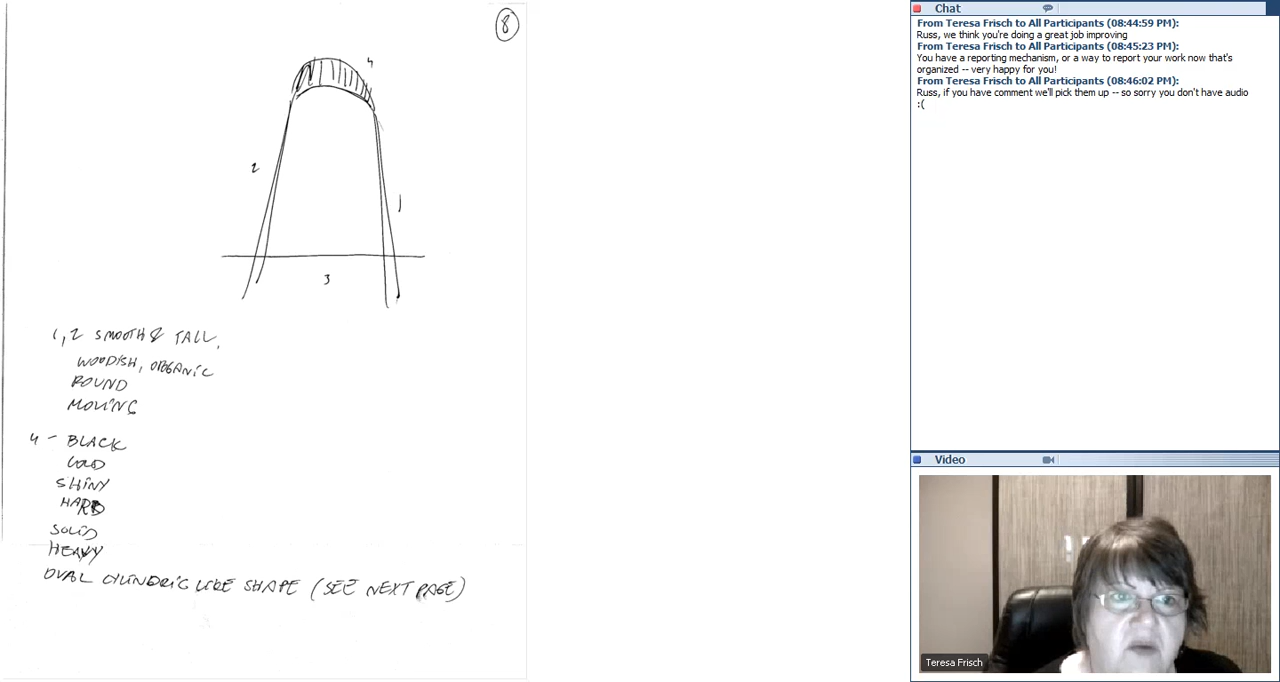 8
4
2
1
3
1, 2 SMOOTH & TALL,
WOODISH, ORGANIC
ROUND
MOVING
4 - BLACK
COLD
SHINY
HARD
SOLID
HEAVY
OVAL CYLINDRIC LIKE SHAPE (SEE NEXT PAGE)
Chat
From Teresa Frisch to All Participants (08:44:59 PM):
Russ, we think you're doing a great job improving
From Teresa Frisch to All Participants (08:45:23 PM):
You have a reporting mechanism, or a way to report your work now that's
organized -- very happy for you!
From Teresa Frisch to All Participants (08:46:02 PM):
Russ, if you have comment we'll pick them up -- so sorry you don't have audio
:(
Video
Teresa Frisch